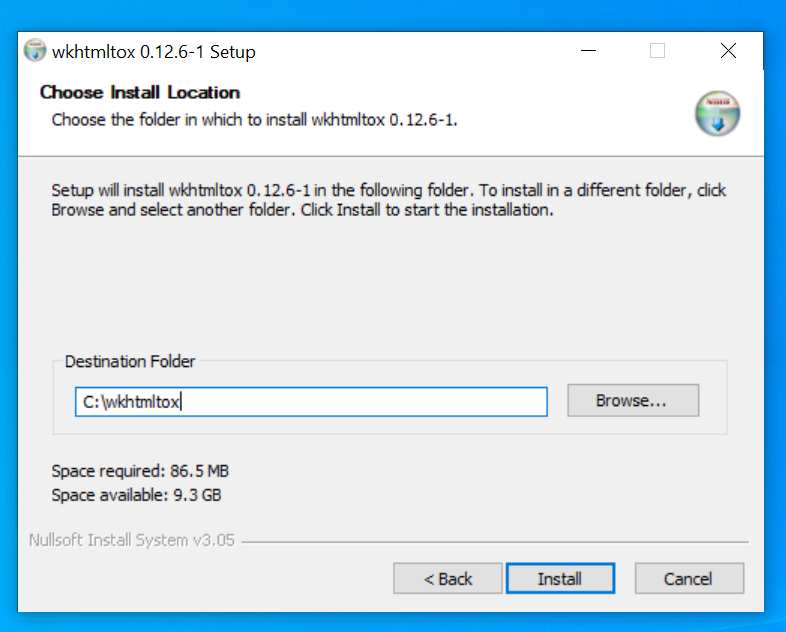 wkhtmltox 0.12.6-1 Setup
Choose Install Location
Choose the folder in which to install wkhtmltox 0.12.6-1.
Setup will install wkhtmltox 0.12.6-1 in the following folder. To install in a different folder, click
Browse and select another folder. Click Install to start the installation.
Destination Folder
C:\wkhtmltox
Browse...
Space required: 86.5 MB
Space available: 9.3 GB
Nullsoft Install System v3.05
< Back
Install
Cancel